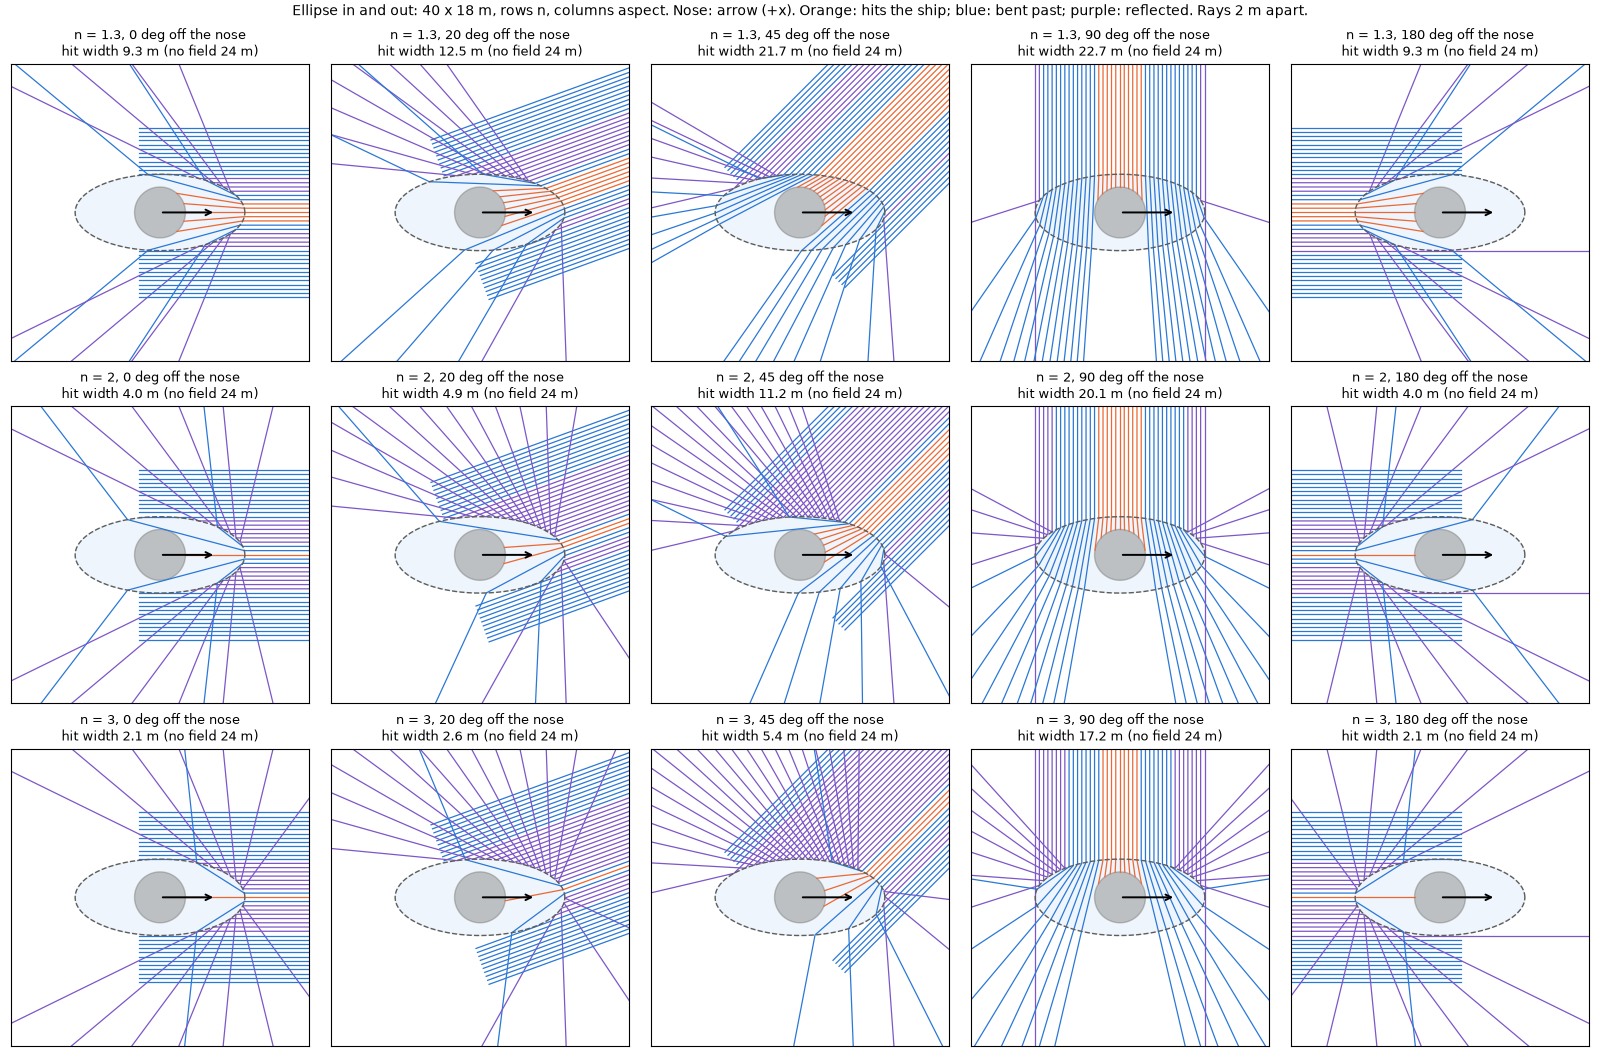 Ellipse in and out: 40 x 18 m, rows n, columns aspect. Nose: arrow (+x). Orange: hits the ship; blue: bent past; purple: reflected. Rays 2 m apart.
n = 1.3, 0 deg off the nose
hit width 9.3 m (no field 24 m)
n = 1.3, 20 deg off the nose
hit width 12.5 m (no field 24 m)
n = 1.3, 45 deg off the nose
hit width 21.7 m (no field 24 m)
n = 1.3, 90 deg off the nose
hit width 22.7 m (no field 24 m)
n = 1.3, 180 deg off the nose
hit width 9.3 m (no field 24 m)
n = 2, 0 deg off the nose
hit width 4.0 m (no field 24 m)
n = 2, 20 deg off the nose
hit width 4.9 m (no field 24 m)
n = 2, 45 deg off the nose
hit width 11.2 m (no field 24 m)
n = 2, 90 deg off the nose
hit width 20.1 m (no field 24 m)
n = 2, 180 deg off the nose
hit width 4.0 m (no field 24 m)
n = 3, 0 deg off the nose
hit width 2.1 m (no field 24 m)
n = 3, 20 deg off the nose
hit width 2.6 m (no field 24 m)
n = 3, 45 deg off the nose
hit width 5.4 m (no field 24 m)
n = 3, 90 deg off the nose
hit width 17.2 m (no field 24 m)
n = 3, 180 deg off the nose
hit width 2.1 m (no field 24 m)